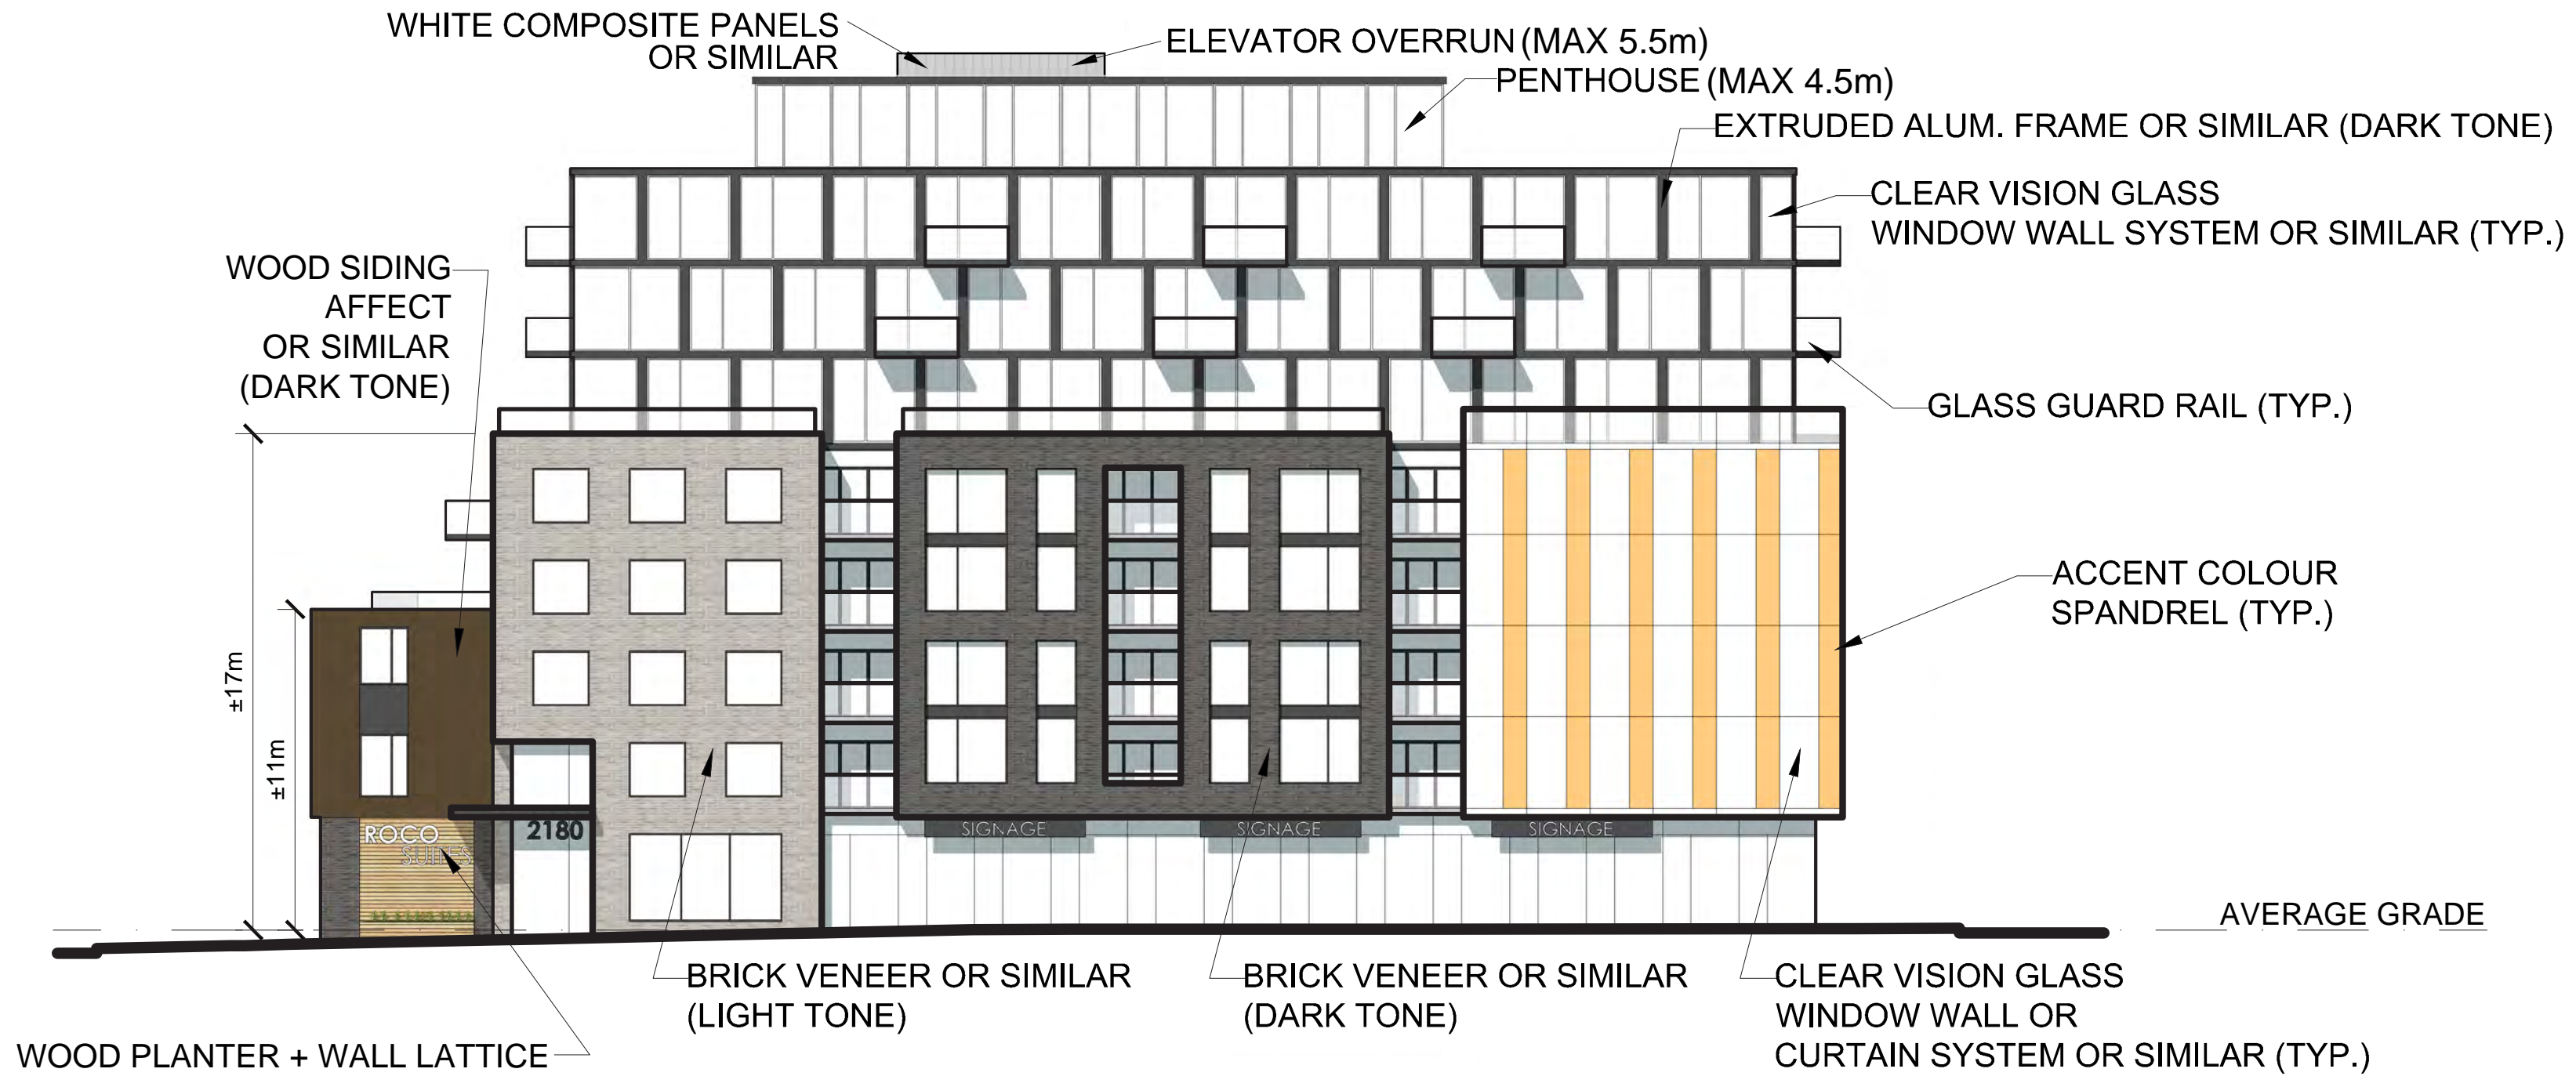 WHITE COMPOSITE PANELS
OR SIMILAR
ELEVATOR OVERRUN (MAX 5.5m)
PENTHOUSE (MAX 4.5m)
EXTRUDED ALUM. FRAME OR SIMILAR (DARK TONE)
CLEAR VISION GLASS
WINDOW WALL SYSTEM OR SIMILAR (TYP.)
WOOD SIDING
AFFECT
OR SIMILAR
(DARK TONE)
GLASS GUARD RAIL (TYP.)
ACCENT COLOUR
SPANDREL (TYP.)
±17m
±11m
ROCO
SUITES
2180
SIGNAGE
SIGNAGE
SIGNAGE
AVERAGE GRADE
BRICK VENEER OR SIMILAR
(LIGHT TONE)
BRICK VENEER OR SIMILAR
(DARK TONE)
CLEAR VISION GLASS
WINDOW WALL OR
CURTAIN SYSTEM OR SIMILAR (TYP.)
WOOD PLANTER + WALL LATTICE